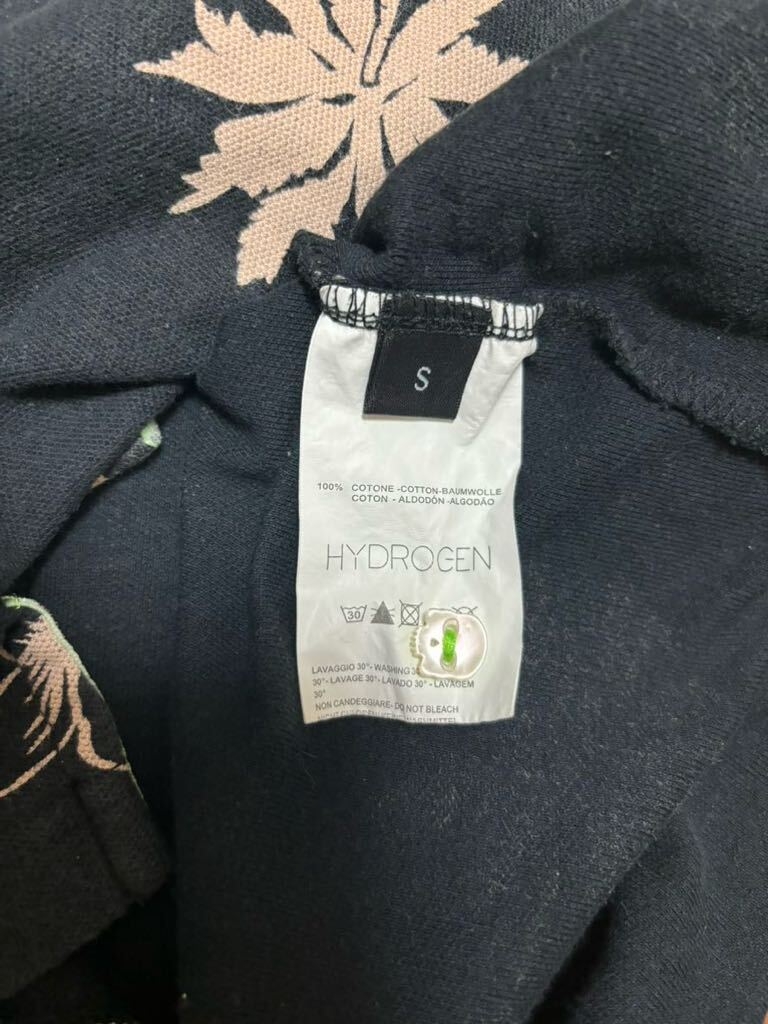 S
100% COTONE -COTTON-BAUMWOLLE
COTON - ALDODÓN -ALGODÃO
HYDROGEN
30
LAVAGGIO 30°- WASHING 30
30°- LAVAGE 30°- LAVADO 30° - LAVAGEM
30°
NON CANDEGGIARE- DO NOT BLEACH